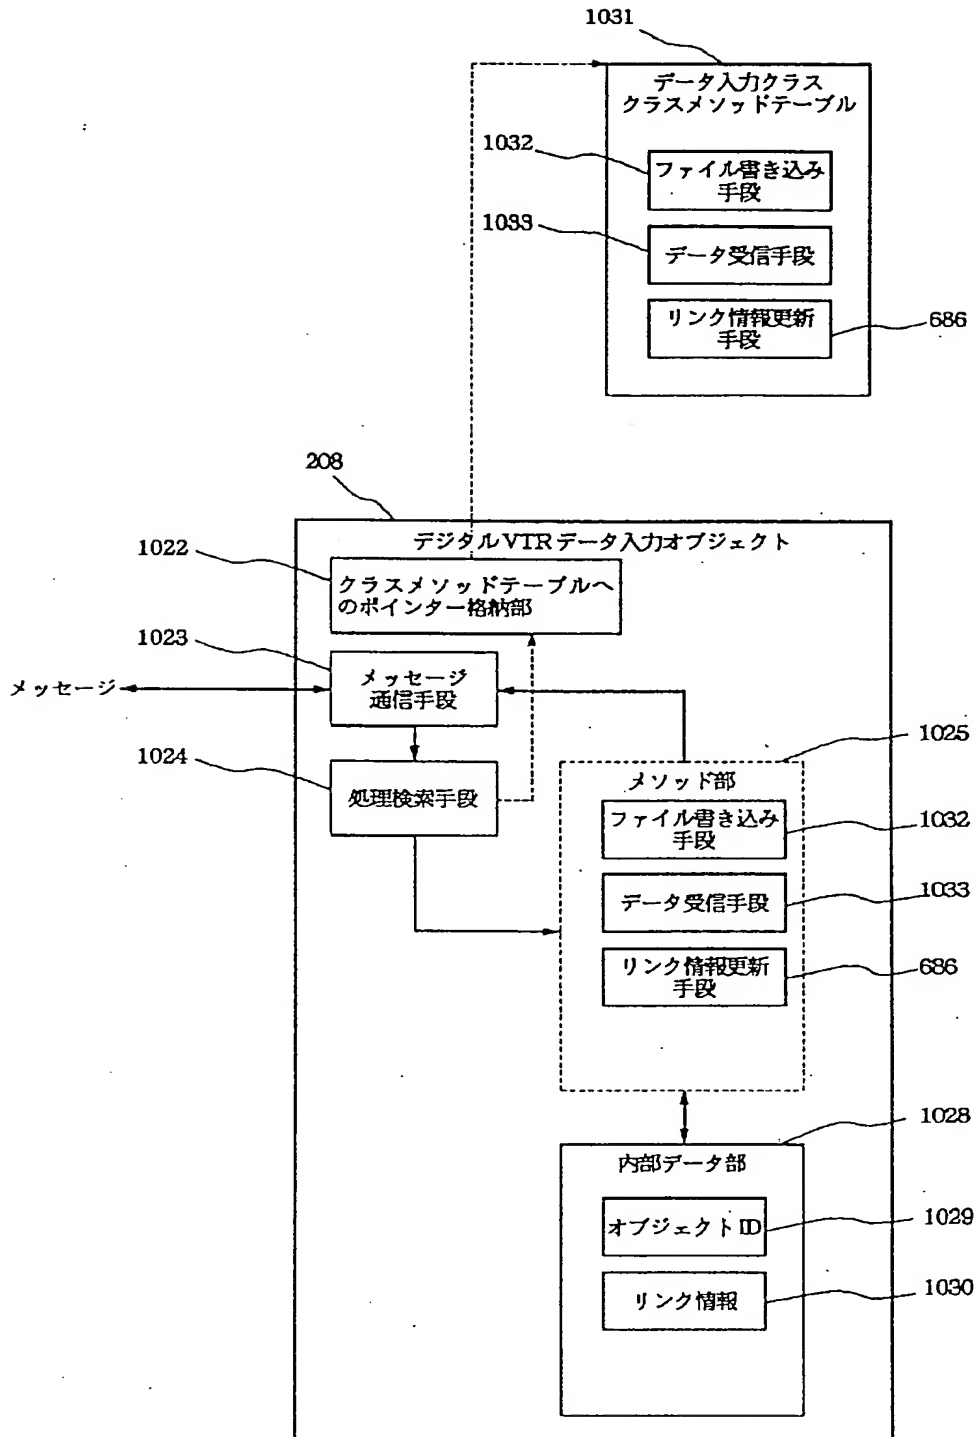 1031
データ入力クラス
クラスメソッドテーブル
1032
ファイル書き込み
手段
1033
データ受信手段
リンク情報更新
手段
686
208
デジタルVTRデータ入力オブジェクト
1022
クラスメソッドテーブルへ
のポインター格納部
1023
メッセージ
メッセージ
通信手段
1024
処理検索手段
1025
メソッド部
ファイル書き込み
手段
1032
データ受信手段
1033
リンク情報更新
手段
686
1028
内部データ部
オブジェクトID
1029
リンク情報
1030